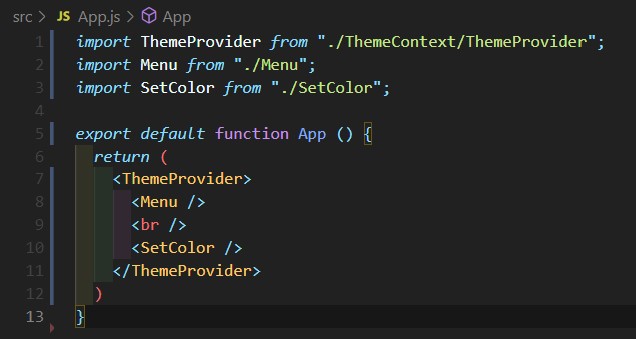 src > JS App.js > App
1 import ThemeProvider from "./ThemeContext/ThemeProvider";
2 import Menu from "./Menu";
3 import SetColor from "./SetColor";
4
5 export default function App () {
6   return (
7     <ThemeProvider>
8       <Menu />
9       <br />
10       <SetColor />
11     </ThemeProvider>
12   )
13 }